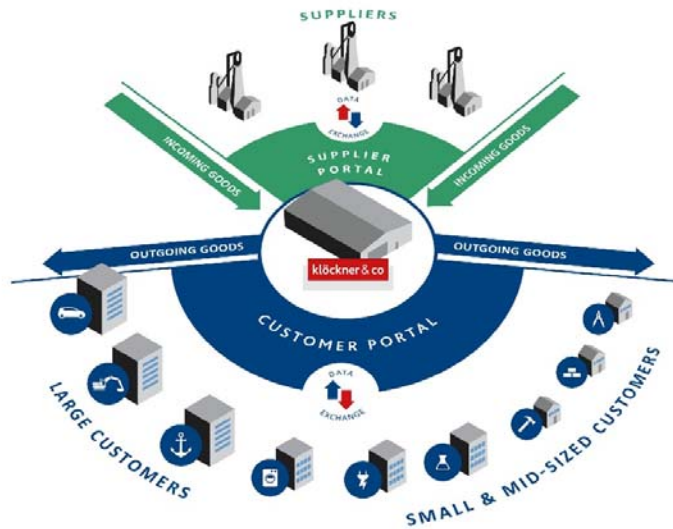 SUPPLIERS
DATA
EXCHANGE
SUPPLIER
PORTAL
INCOMING GOODS
INCOMING GOODS
OUTGOING GOODS
OUTGOING GOODS
klöckner & co
CUSTOMER PORTAL
DATA
EXCHANGE
LARGE CUSTOMERS
SMALL & MID-SIZED CUSTOMERS